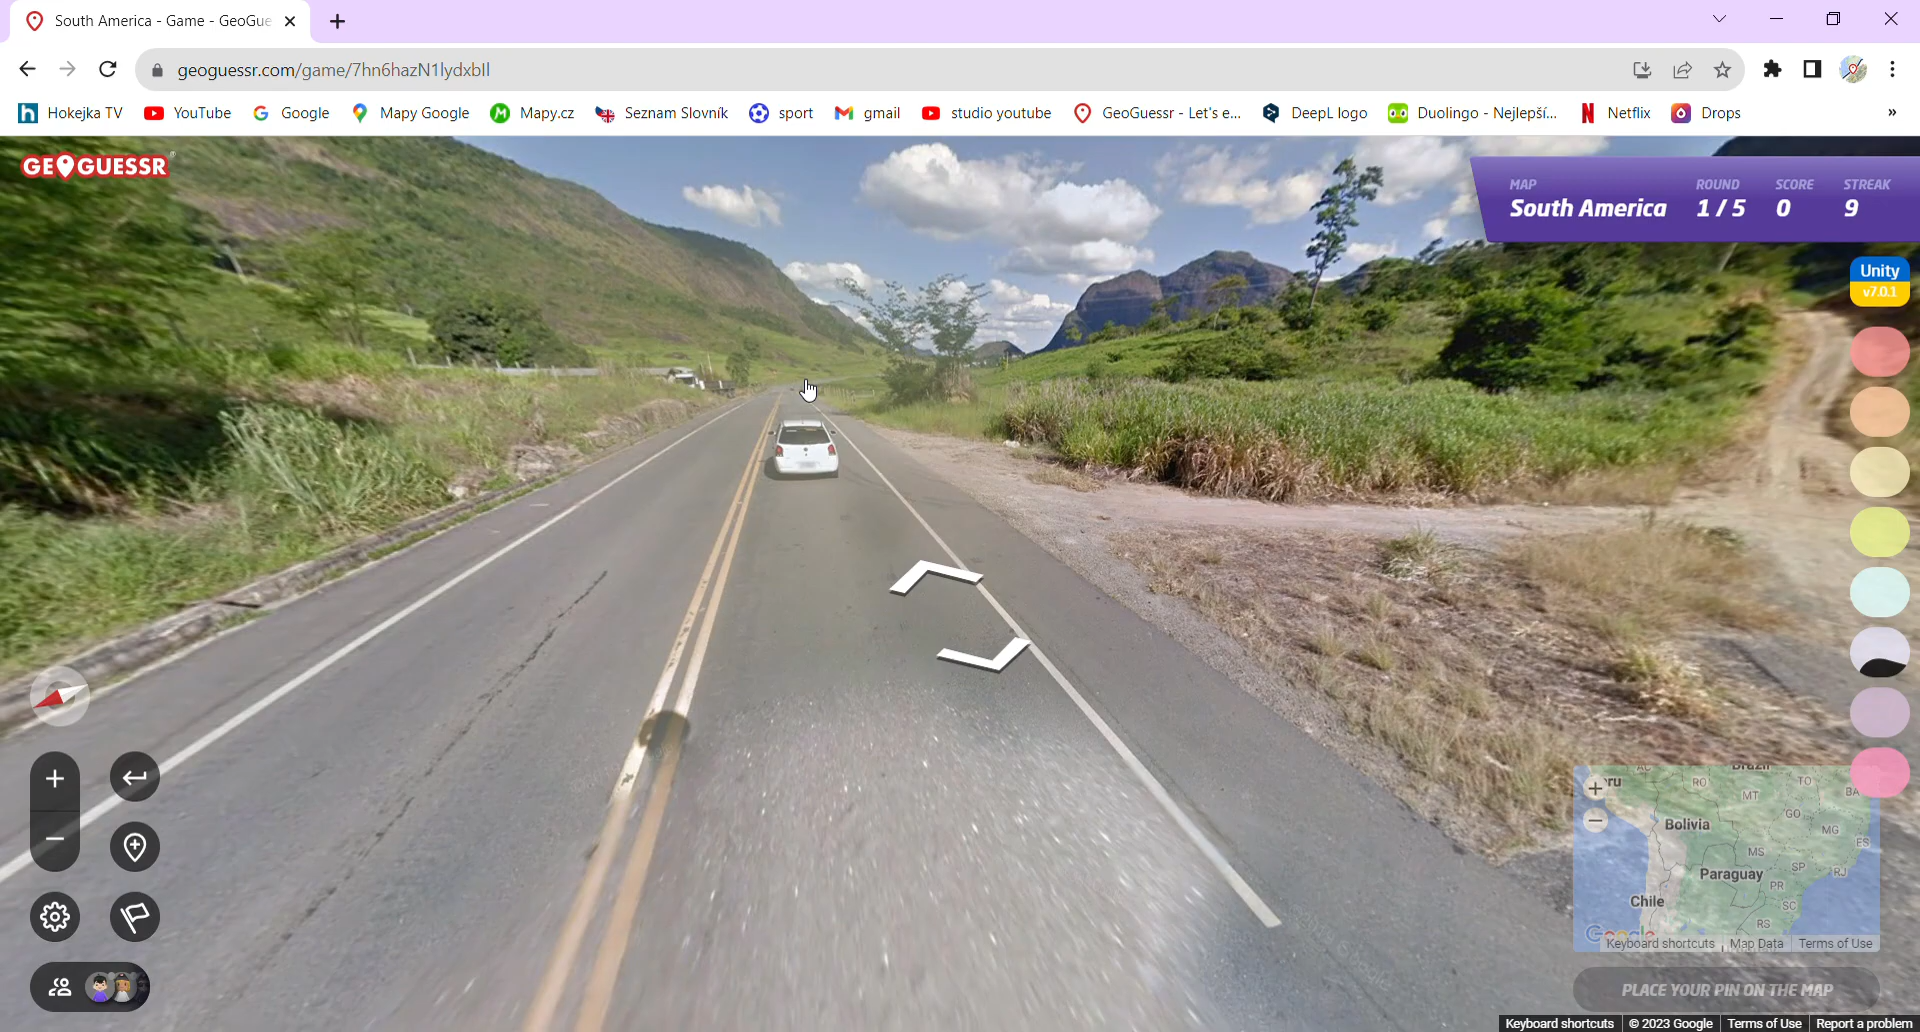 South America - Game - GeoGue
geoguessr.com/game/7hn6hazN1lydxbIl
Hokejka TV YouTube Google Mapy Google Mapy.cz Seznam Slovník sport gmail studio youtube GeoGuessr - Let's e... DeepL logo Duolingo - Nejlepší... Netflix Drops »
GEOGUESSR
MAP ROUND SCORE STREAK
South America 1 / 5 0 9
Unity
v7.0.1
Brazil
AC
RO
TO
BA
MT
GO
Bolivia
MG
ES
MS
SP
RJ
Paraguay
PR
Chile
SC
RS
Google
Keyboard shortcuts Map Data Terms of Use
PLACE YOUR PIN ON THE MAP
Keyboard shortcuts © 2023 Google Terms of Use Report a problem